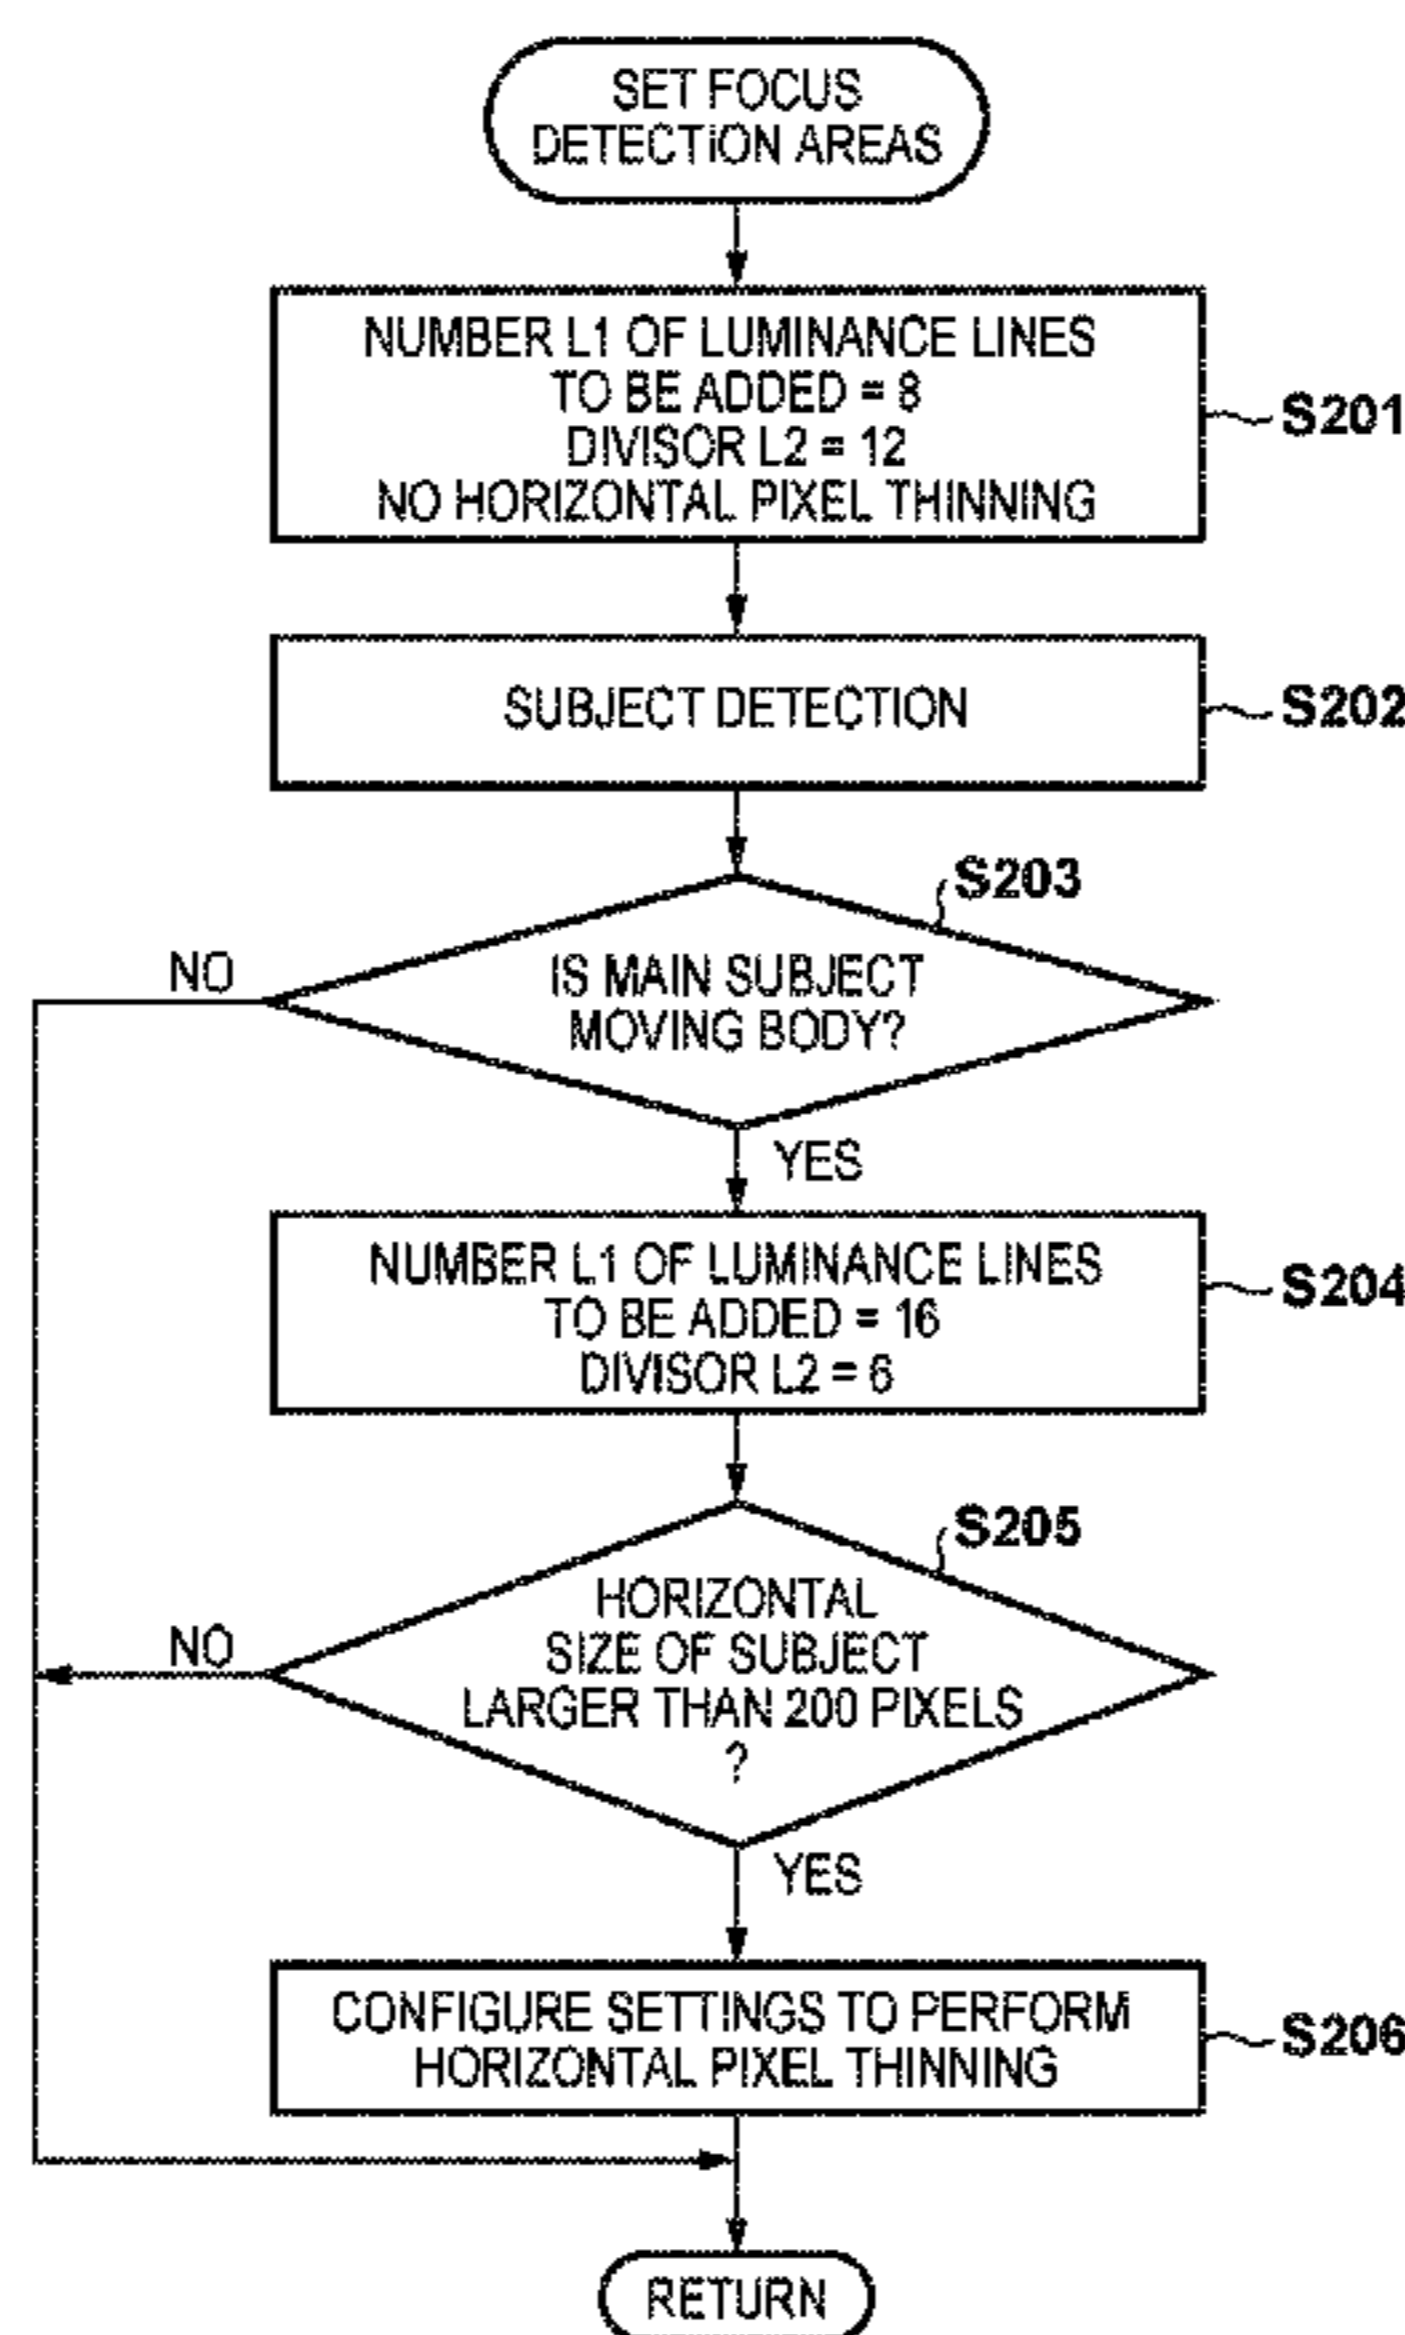 SET FOCUS
DETECTION AREAS
NUMBER L1 OF LUMINANCE LINES
TO BE ADDED = 8
DIVISOR L2 = 12
NO HORIZONTAL PIXEL THINNING
S201
SUBJECT DETECTION
S202
S203
NO
IS MAIN SUBJECT
MOVING BODY?
YES
NUMBER L1 OF LUMINANCE LINES
TO BE ADDED = 16
DIVISOR L2 = 6
S204
S205
NO
HORIZONTAL
SIZE OF SUBJECT
LARGER THAN 200 PIXELS
?
YES
CONFIGURE SETTINGS TO PERFORM
HORIZONTAL PIXEL THINNING
S206
RETURN